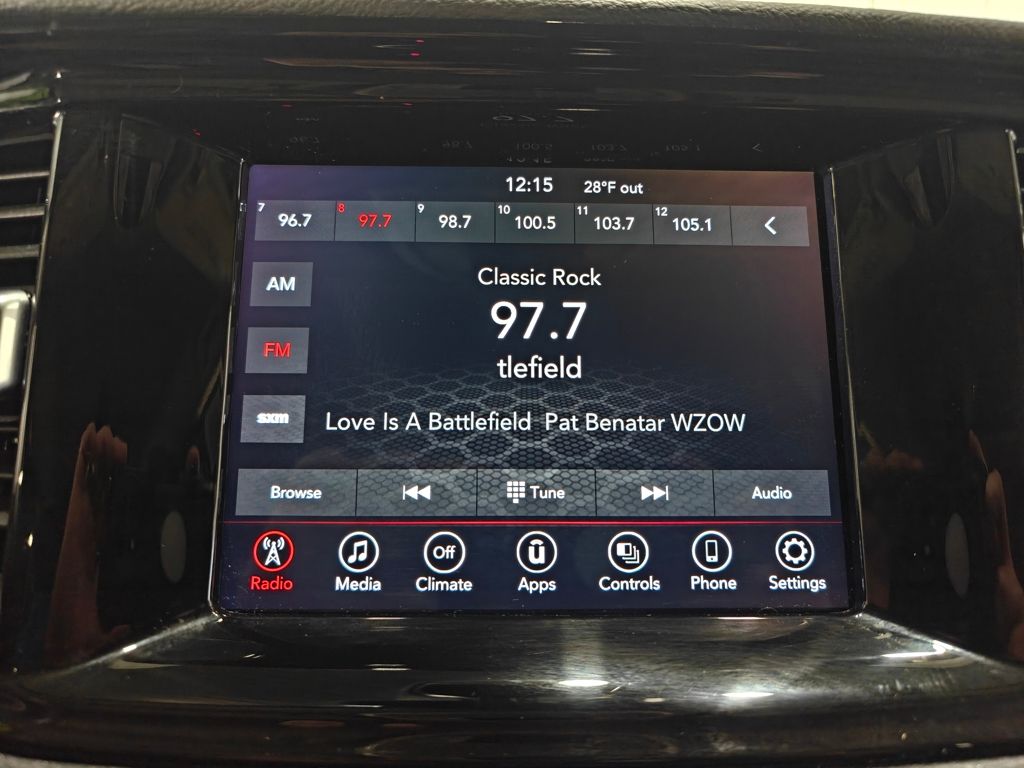 12:15 28°F out
7 96.7 8 97.7 9 98.7 10 100.5 11 103.7 12 105.1
AM
Classic Rock
97.7
FM
tlefield
sxm
Love Is A Battlefield Pat Benatar WZOW
Browse Tune Audio
Off
Radio Media Climate Apps Controls Phone Settings